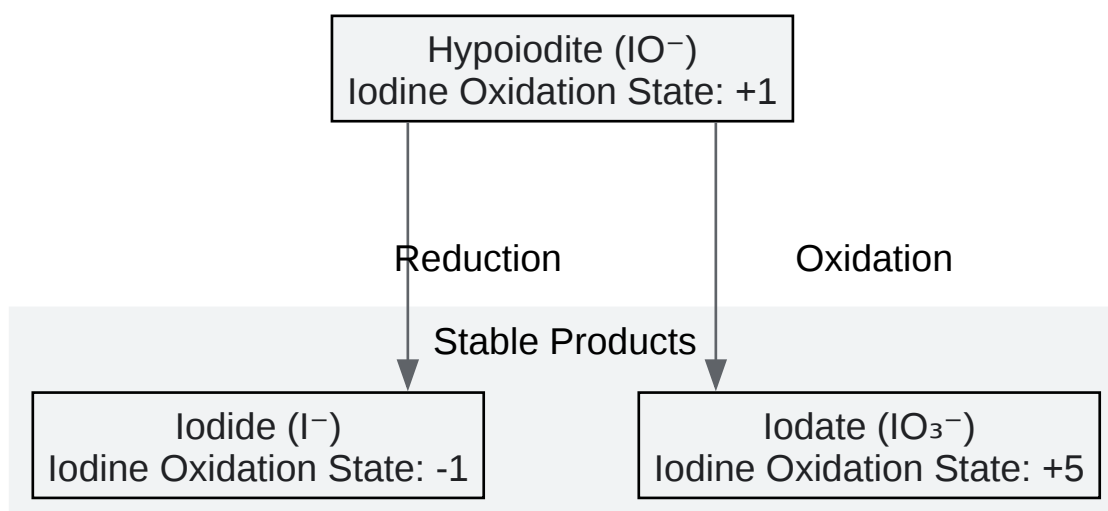 Hypoiodite (IO⁻)
Iodine Oxidation State: +1
Reduction
Oxidation
Stable Products
Iodide (I⁻)
Iodine Oxidation State: -1
Iodate (IO₃⁻)
Iodine Oxidation State: +5